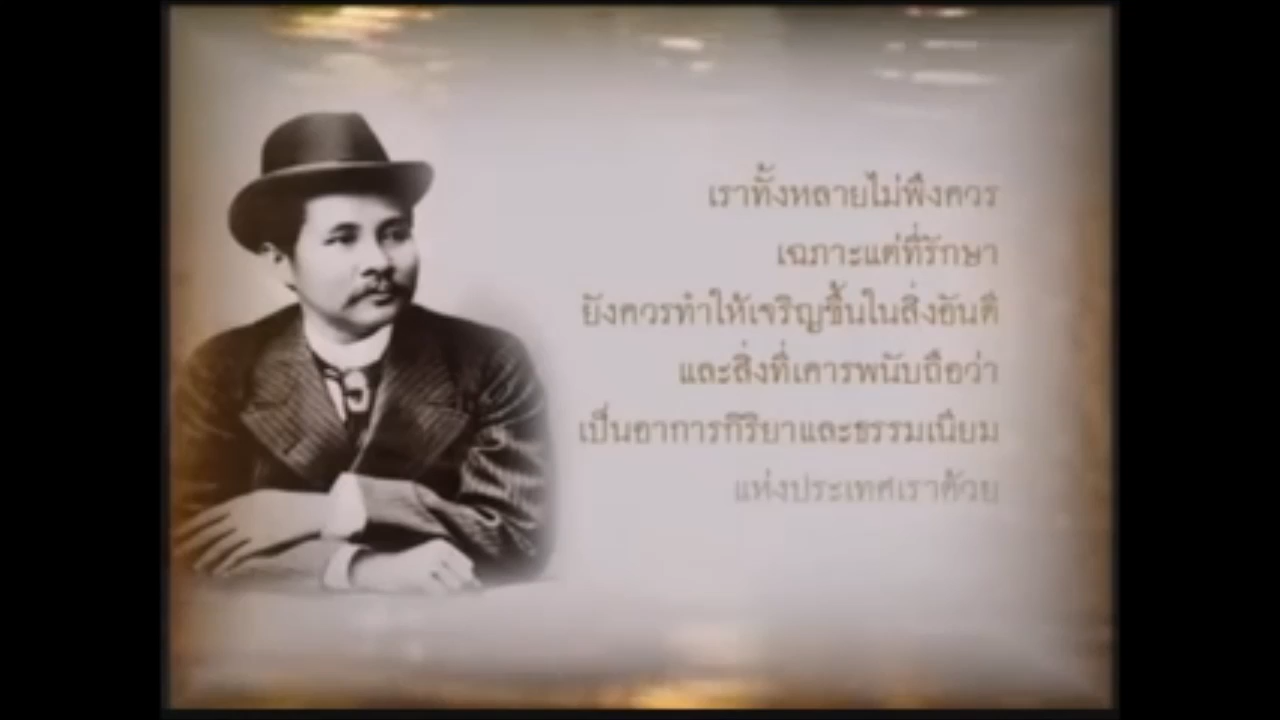 เราทั้งหลายไม่พึงควร
เฉภาะแต่ที่รักษา
ยังควรทำให้เจริญขึ้นในสิ่งอันดี
และสิ่งที่เคารพนับถือว่า
เป็นอาการกิริยาและธรรมเนียม
แห่งประเทศเราด้วย